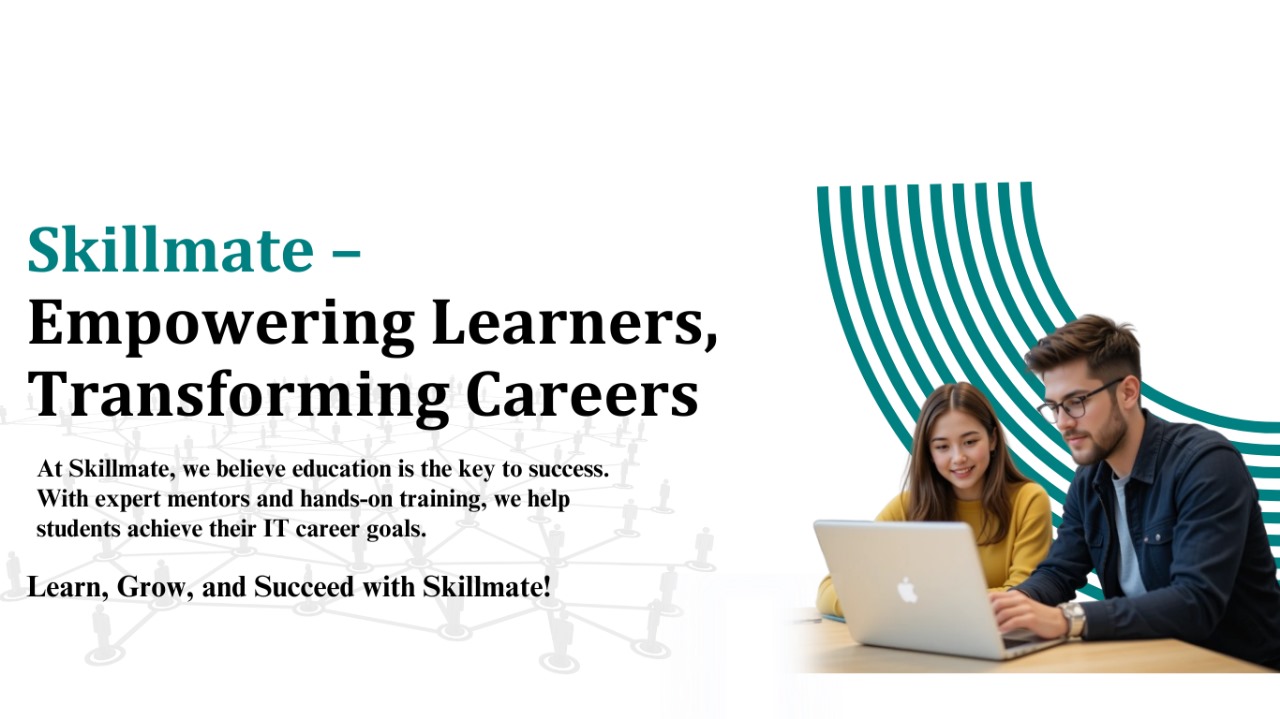 Skillmate –
Empowering Learners,
Transforming Careers
At Skillmate, we believe education is the key to success.
With expert mentors and hands-on training, we help
students achieve their IT career goals.
Learn, Grow, and Succeed with Skillmate!